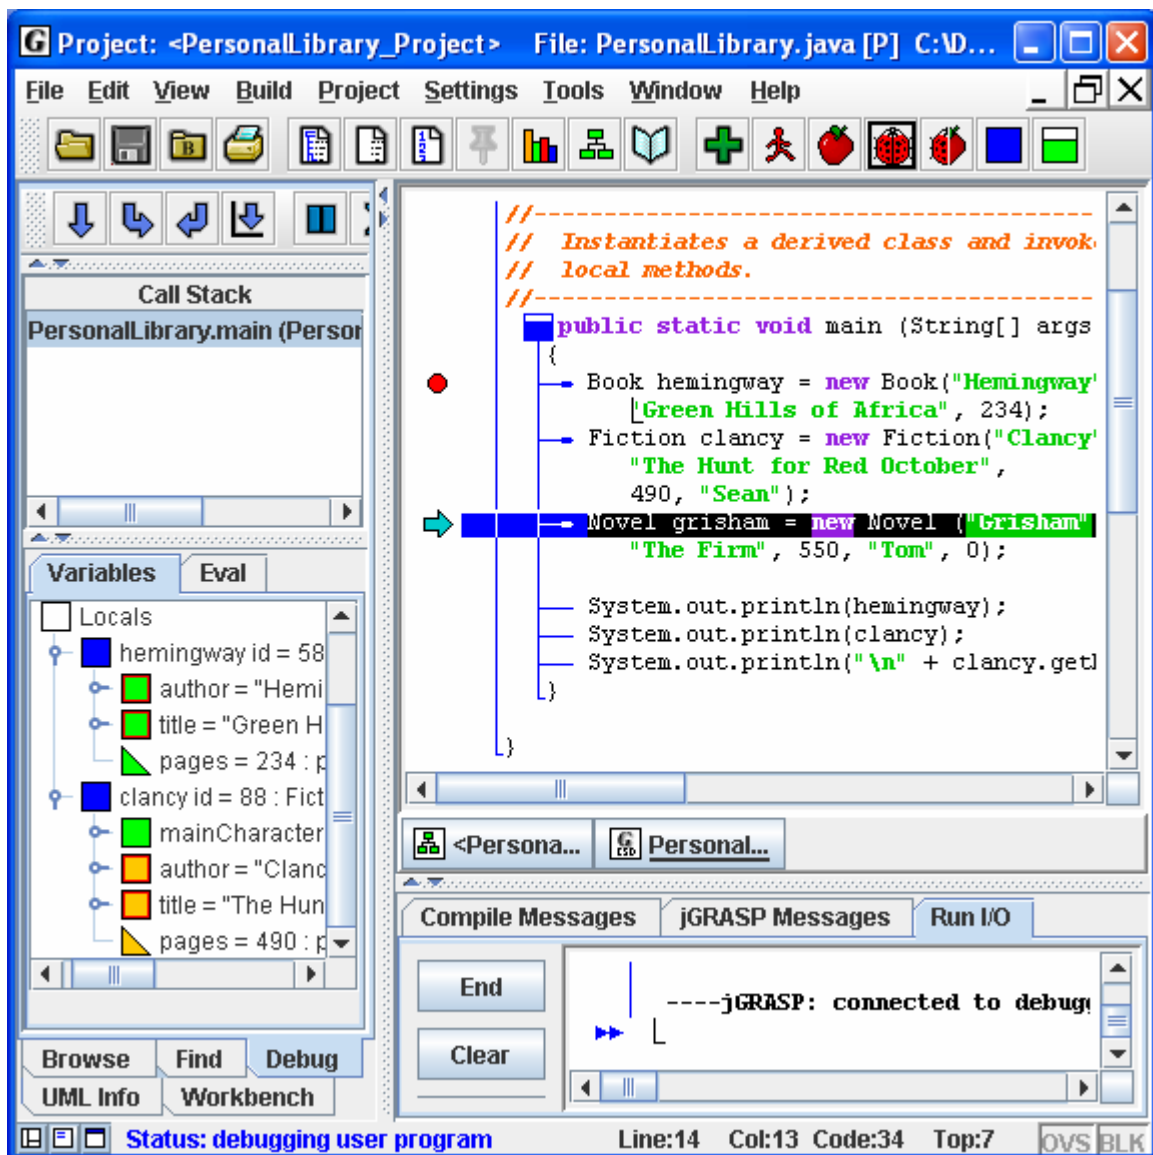 Project: <PersonalLibrary_Project> File: PersonalLibrary.java [P] C:\D...
File Edit View Build Project Settings Tools Window Help
Call Stack
PersonalLibrary.main (Person
Variables Eval
Locals
hemingway id = 58
author = "Hemi
title = "Green H
pages = 234 : p
clancy id = 88 : Fict
mainCharacter
author = "Clanc
title = "The Hun
pages = 490 : p
Browse Find Debug
UML Info Workbench
//--------------------------------------
// Instantiates a derived class and invok
// local methods.
//--------------------------------------
public static void main (String[] args
{
Book hemingway = new Book("Hemingway"
"Green Hills of Africa", 234);
Fiction clancy = new Fiction("Clancy"
"The Hunt for Red October",
490, "Sean");
Novel grisham = new Novel ("Grisham"
"The Firm", 550, "Tom", 0);
System.out.println(hemingway);
System.out.println(clancy);
System.out.println("\n" + clancy.get
}
}
<Persona... Personal...
Compile Messages jGRASP Messages Run I/O
End
Clear
----jGRASP: connected to debugg
Status: debugging user program Line:14 Col:13 Code:34 Top:7 OVS BLK